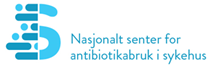 Nasjonalt senter for
antibiotikabruk i sykehus